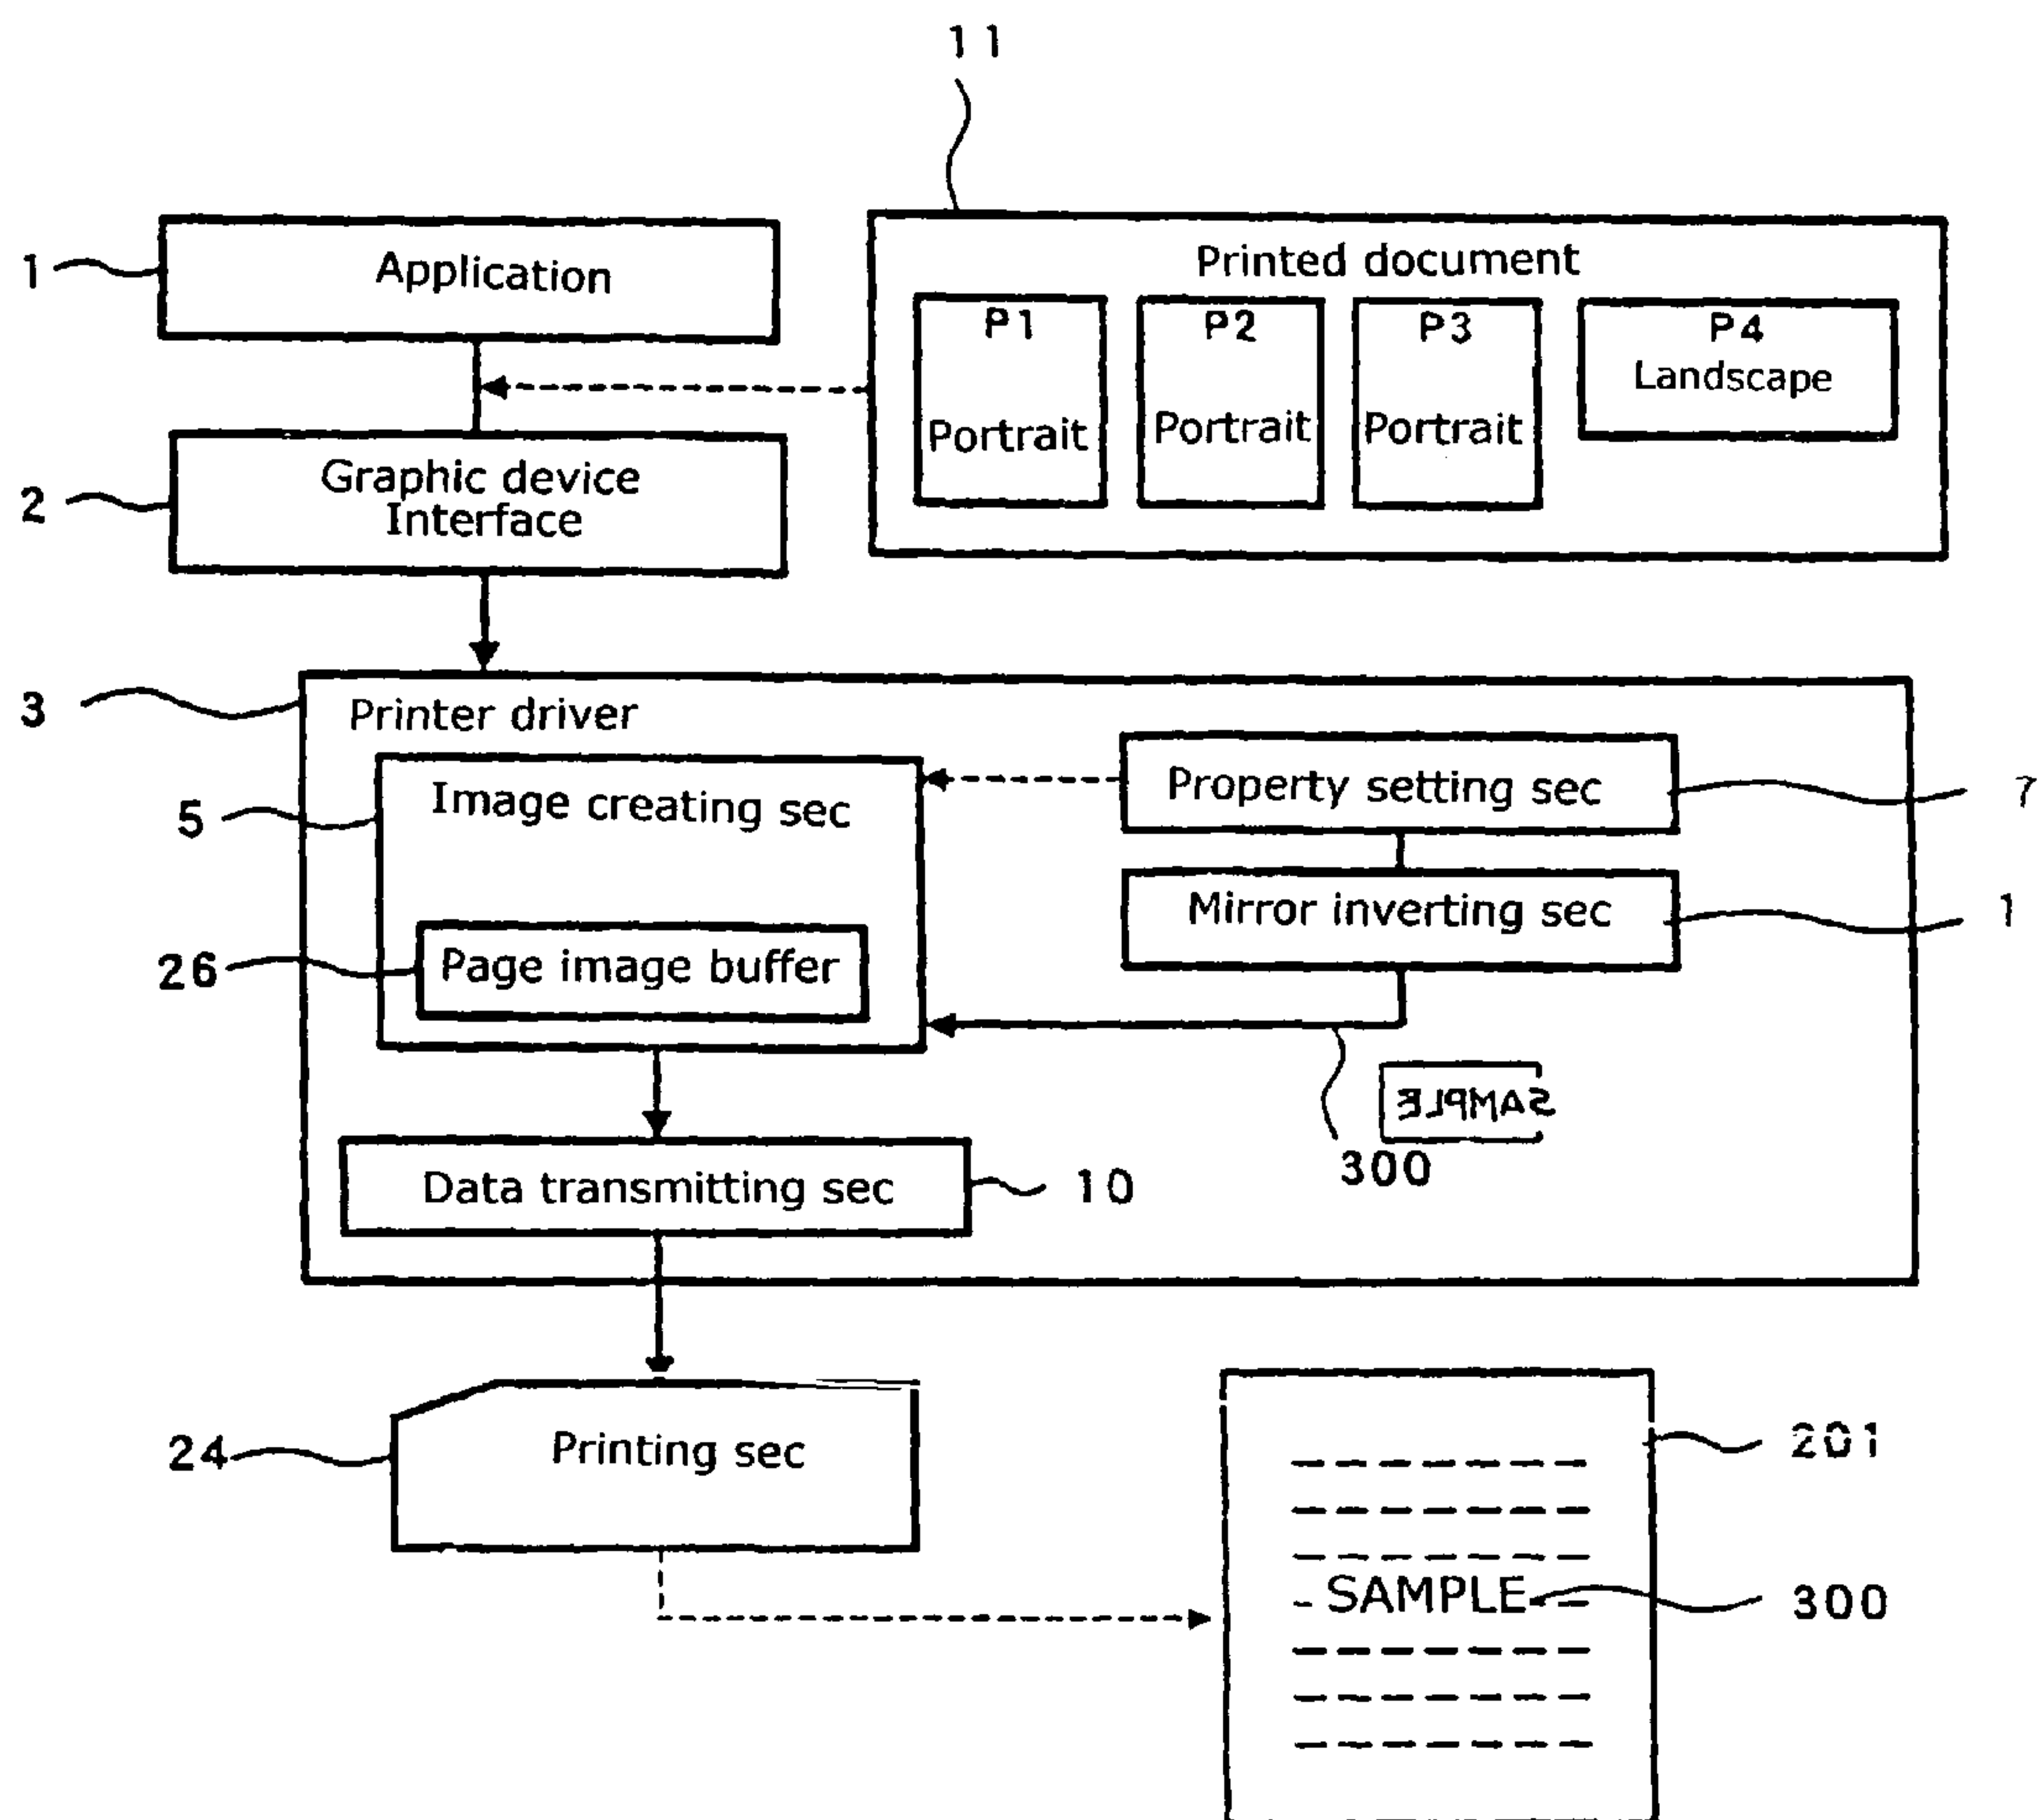 11
Printed document
1
Application
P1
Portrait
P2
Portrait
P3
Portrait
P4
Landscape
2
Graphic device
Interface
3
Printer driver
5
Image creating sec
Property setting sec
7
Mirror inverting sec
1
26
Page image buffer
SAMPLE
300
Data transmitting sec
10
24
Printing sec
201
SAMPLE
300